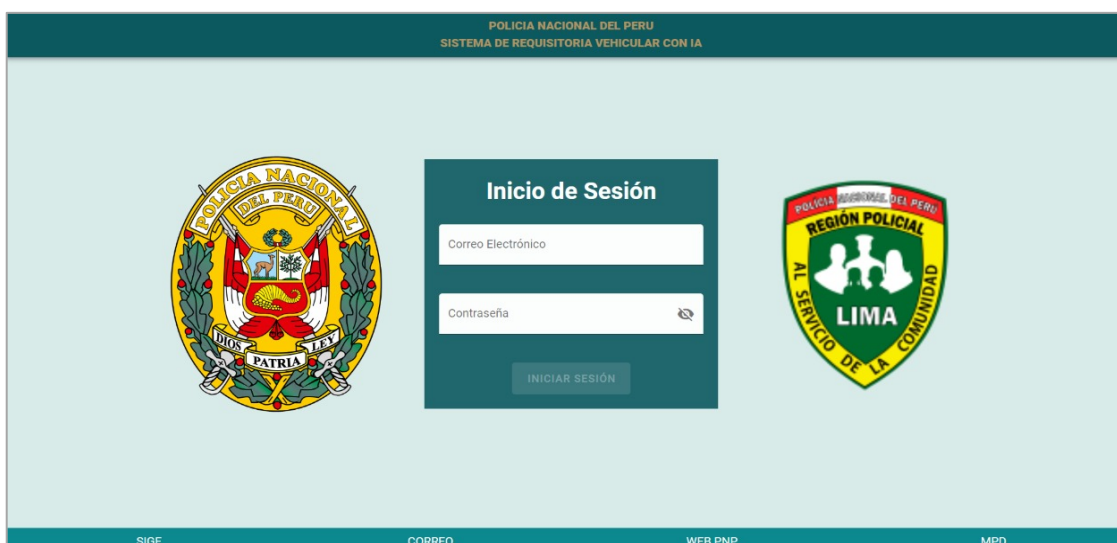 POLICIA NACIONAL DEL PERU
SISTEMA DE REQUISITORIA VEHICULAR CON IA
POLICIA NACIONAL
DEL PERU
DIOS PATRIA LEY
Inicio de Sesión
Correo Electrónico
Contraseña
INICIAR SESIÓN
POLICIA NACIONAL DEL PERU
REGIÓN POLICIAL
LIMA
AL SERVICIO DE LA COMUNIDAD
SIGE CORREO WEB PNP MPD